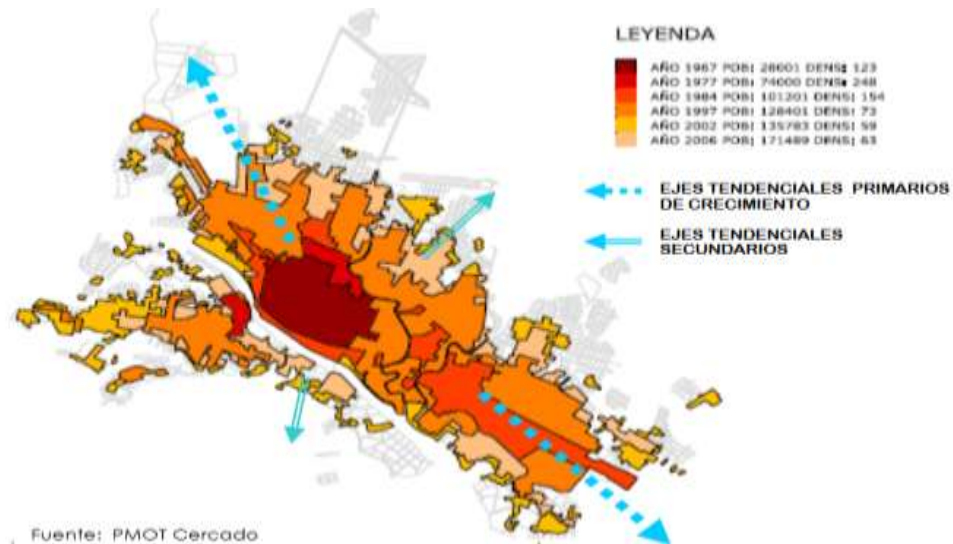 LEYENDA
AÑO 1967 POB: 28001 DENS: 123
AÑO 1977 POB: 74000 DENS: 248
AÑO 1984 POB: 101201 DENS: 154
AÑO 1997 POB: 128401 DENS: 73
AÑO 2002 POB: 135783 DENS: 59
AÑO 2006 POB: 171489 DENS: 63
EJES TENDENCIALES PRIMARIOS
DE CRECIMIENTO
EJES TENDENCIALES
SECUNDARIOS
Fuente: PMOT Cercado